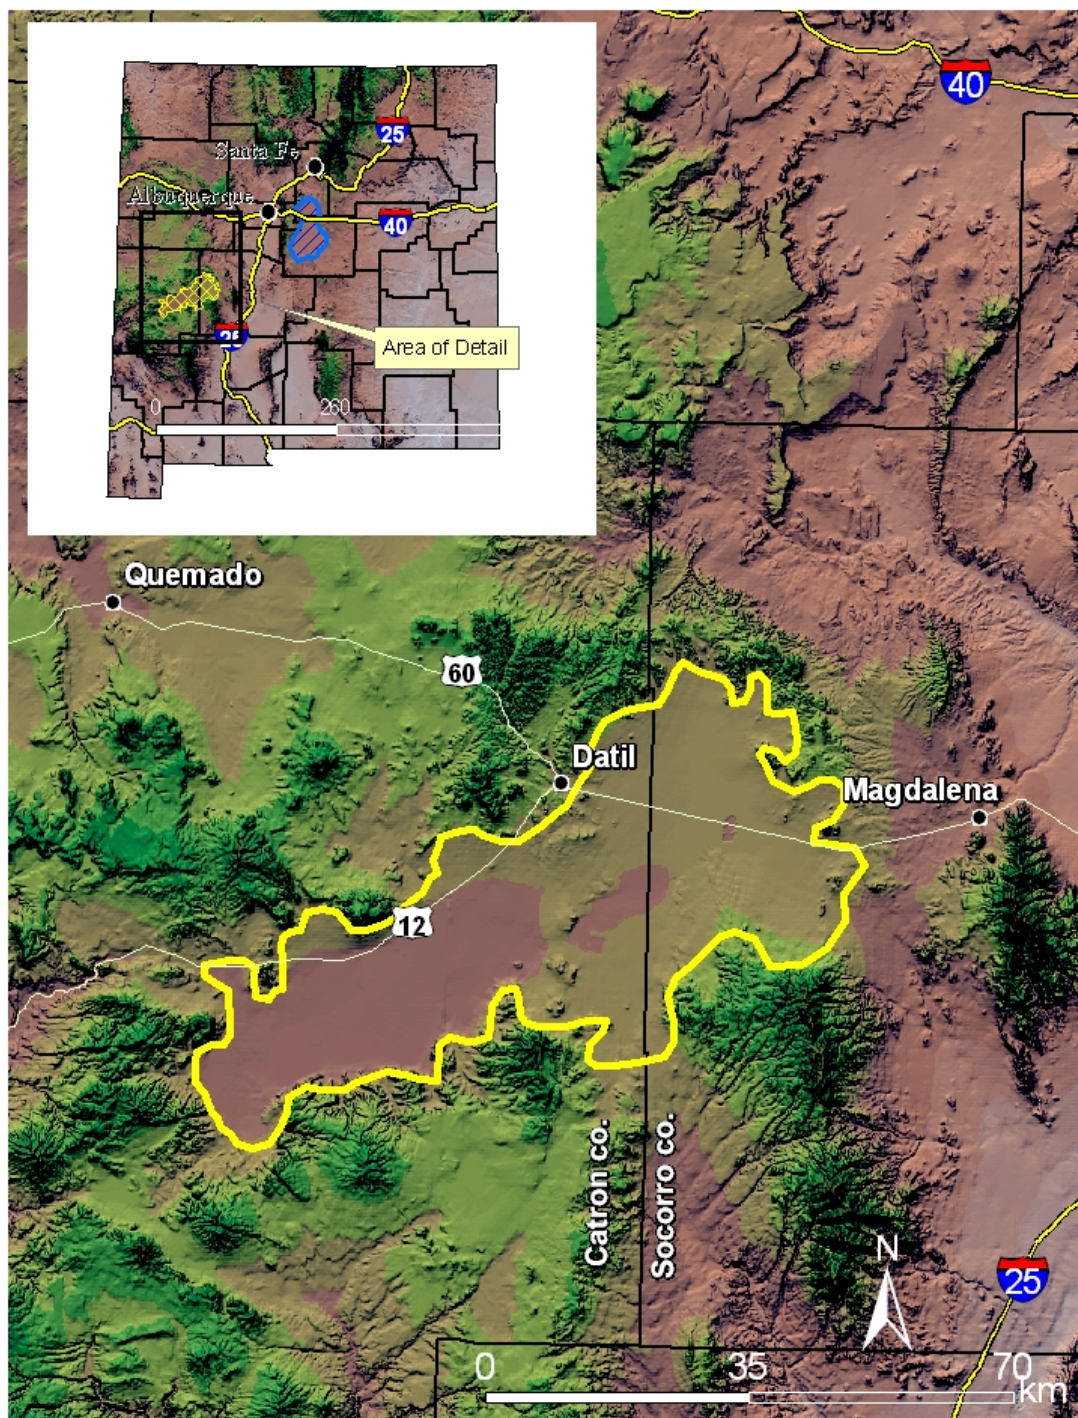 40
25
Santa Fe
Albuquerque
40
25
Area of Detail
0 260
Quemado
60
Datil
Magdalena
12
Catron co.
Socorro co.
N
25
0 35 70 km